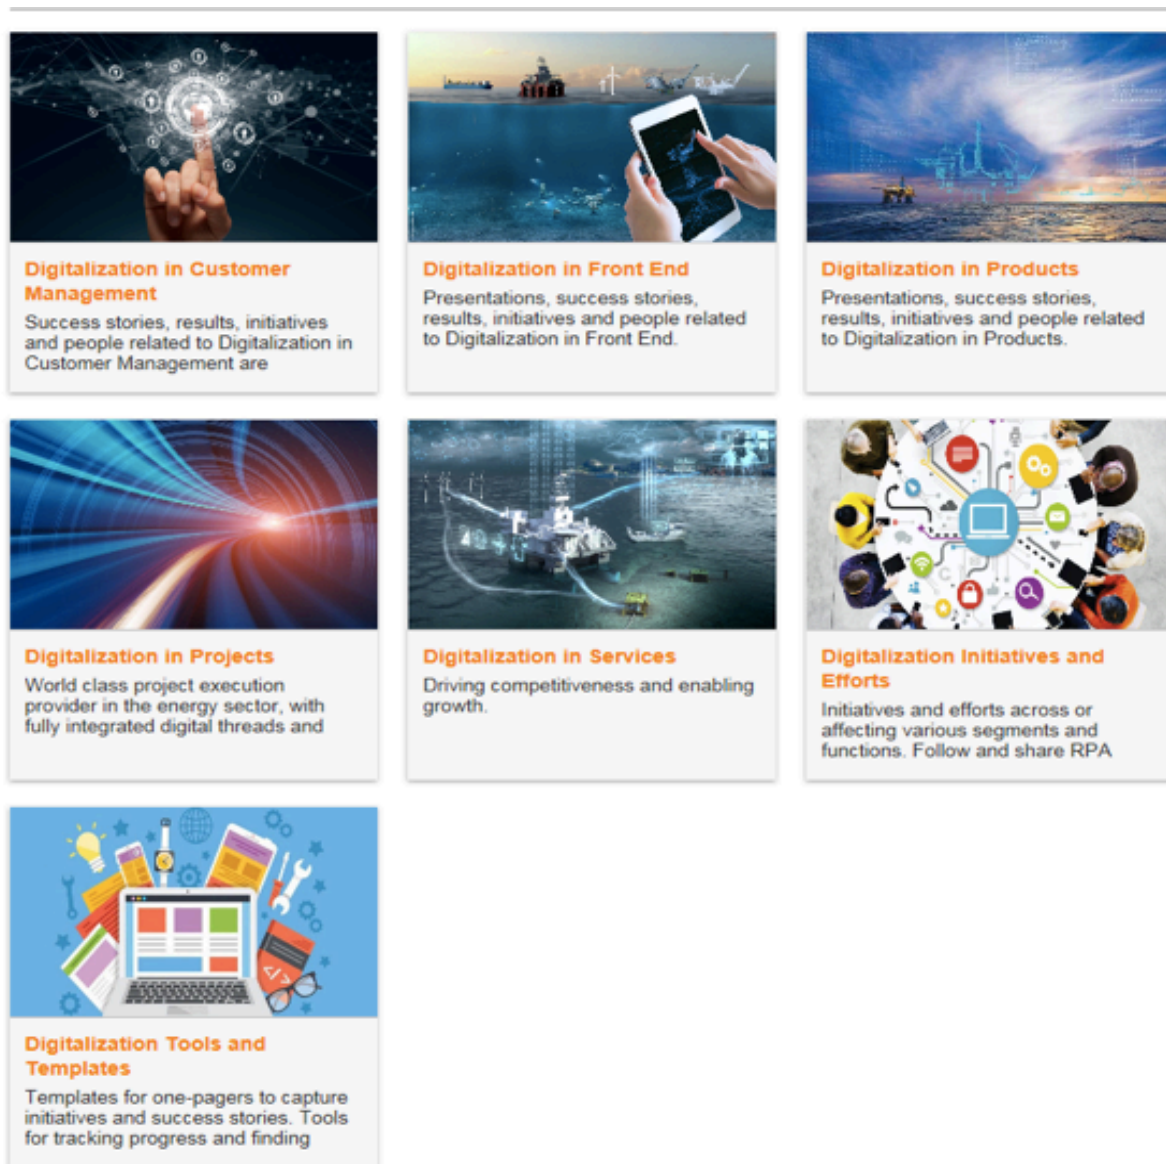 Digitalization in Customer
Management
Success stories, results, initiatives
and people related to Digitalization in
Customer Management are
Digitalization in Front End
Presentations, success stories,
results, initiatives and people related
to Digitalization in Front End.
Digitalization in Products
Presentations, success stories,
results, initiatives and people related
to Digitalization in Products.
Digitalization in Projects
World class project execution
provider in the energy sector, with
fully integrated digital threads and
Digitalization in Services
Driving competitiveness and enabling
growth.
Digitalization Initiatives and
Efforts
Initiatives and efforts across or
affecting various segments and
functions. Follow and share RPA
Digitalization Tools and
Templates
Templates for one-pagers to capture
initiatives and success stories. Tools
for tracking progress and finding